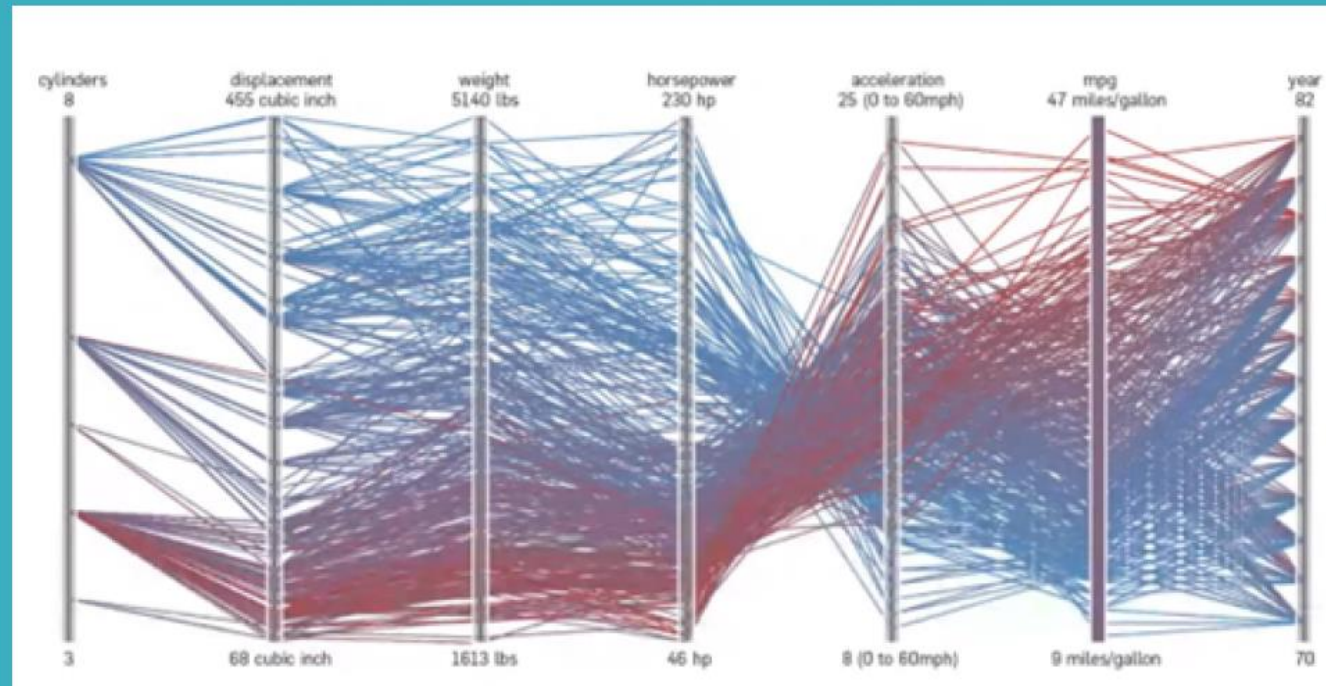 cylinders
8
displacement
455 cubic inch
weight
5140 lbs
horsepower
230 hp
acceleration
25 (0 to 60mph)
mpg
47 miles/gallon
year
82
3
68 cubic inch
1613 lbs
46 hp
8 (0 to 60mph)
9 miles/gallon
70